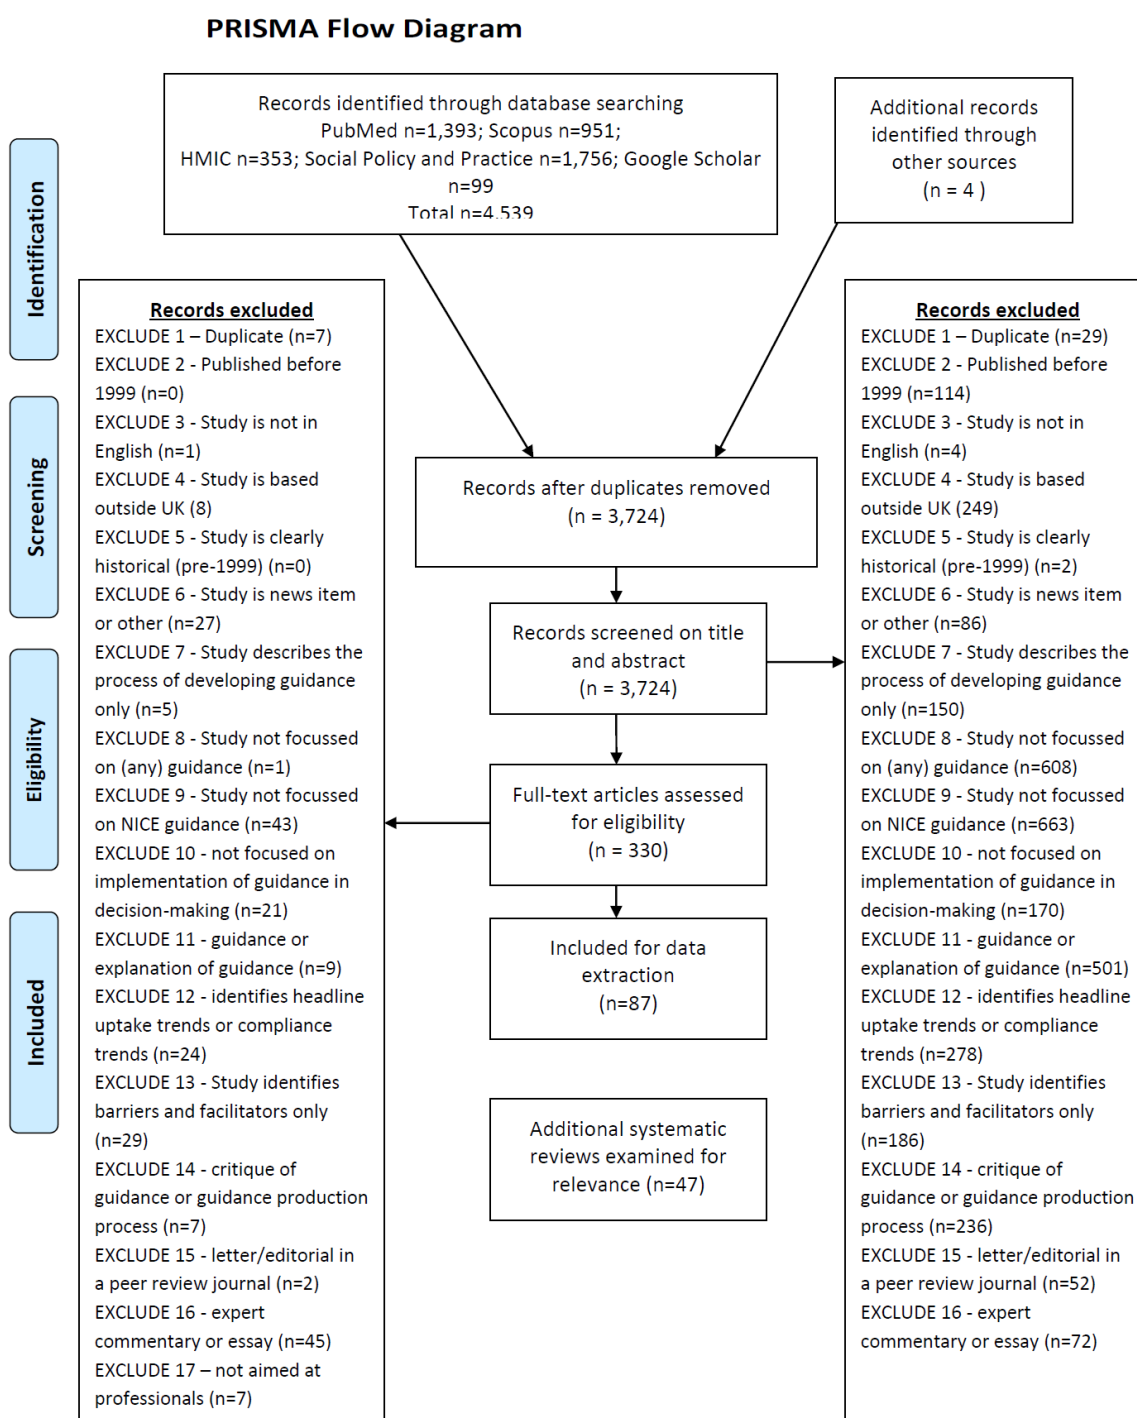 PRISMA Flow Diagram
Records identified through database searching
PubMed n=1,393; Scopus n=951;
HMIC n=353; Social Policy and Practice n=1,756; Google Scholar
n=99
Total n=4,539
Additional records
identified through
other sources
(n = 4 )
Identification
Screening
Eligibility
Included
Records excluded
EXCLUDE 1 – Duplicate (n=7)
EXCLUDE 2 - Published before
1999 (n=0)
EXCLUDE 3 - Study is not in
English (n=1)
EXCLUDE 4 - Study is based
outside UK (8)
EXCLUDE 5 - Study is clearly
historical (pre-1999) (n=0)
EXCLUDE 6 - Study is news item
or other (n=27)
EXCLUDE 7 - Study describes the
process of developing guidance
only (n=5)
EXCLUDE 8 - Study not focussed
on (any) guidance (n=1)
EXCLUDE 9 - Study not focussed
on NICE guidance (n=43)
EXCLUDE 10 - not focused on
implementation of guidance in
decision-making (n=21)
EXCLUDE 11 - guidance or
explanation of guidance (n=9)
EXCLUDE 12 - identifies headline
uptake trends or compliance
trends (n=24)
EXCLUDE 13 - Study identifies
barriers and facilitators only
(n=29)
EXCLUDE 14 - critique of
guidance or guidance production
process (n=7)
EXCLUDE 15 - letter/editorial in
a peer review journal (n=2)
EXCLUDE 16 - expert
commentary or essay (n=45)
EXCLUDE 17 – not aimed at
professionals (n=7)
Records after duplicates removed
(n = 3,724)
Records screened on title
and abstract
(n = 3,724)
Full-text articles assessed
for eligibility
(n = 330)
Included for data
extraction
(n=87)
Additional systematic
reviews examined for
relevance (n=47)
Records excluded
EXCLUDE 1 – Duplicate (n=29)
EXCLUDE 2 - Published before
1999 (n=114)
EXCLUDE 3 - Study is not in
English (n=4)
EXCLUDE 4 - Study is based
outside UK (249)
EXCLUDE 5 - Study is clearly
historical (pre-1999) (n=2)
EXCLUDE 6 - Study is news item
or other (n=86)
EXCLUDE 7 - Study describes the
process of developing guidance
only (n=150)
EXCLUDE 8 - Study not focussed
on (any) guidance (n=608)
EXCLUDE 9 - Study not focussed
on NICE guidance (n=663)
EXCLUDE 10 - not focused on
implementation of guidance in
decision-making (n=170)
EXCLUDE 11 - guidance or
explanation of guidance (n=501)
EXCLUDE 12 - identifies headline
uptake trends or compliance
trends (n=278)
EXCLUDE 13 - Study identifies
barriers and facilitators only
(n=186)
EXCLUDE 14 - critique of
guidance or guidance production
process (n=236)
EXCLUDE 15 - letter/editorial in
a peer review journal (n=52)
EXCLUDE 16 - expert
commentary or essay (n=72)